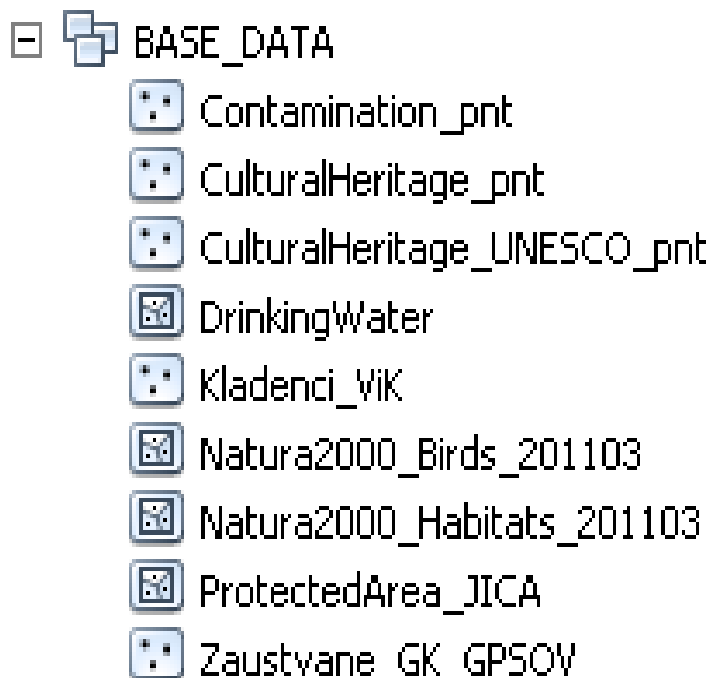 BASE_DATA
Contamination_pnt
CulturalHeritage_pnt
CulturalHeritage_UNESCO_pnt
DrinkingWater
Kladenci_ViK
Natura2000_Birds_201103
Natura2000_Habitats_201103
ProtectedArea_JICA
Zaustvane_GK_GPSOV